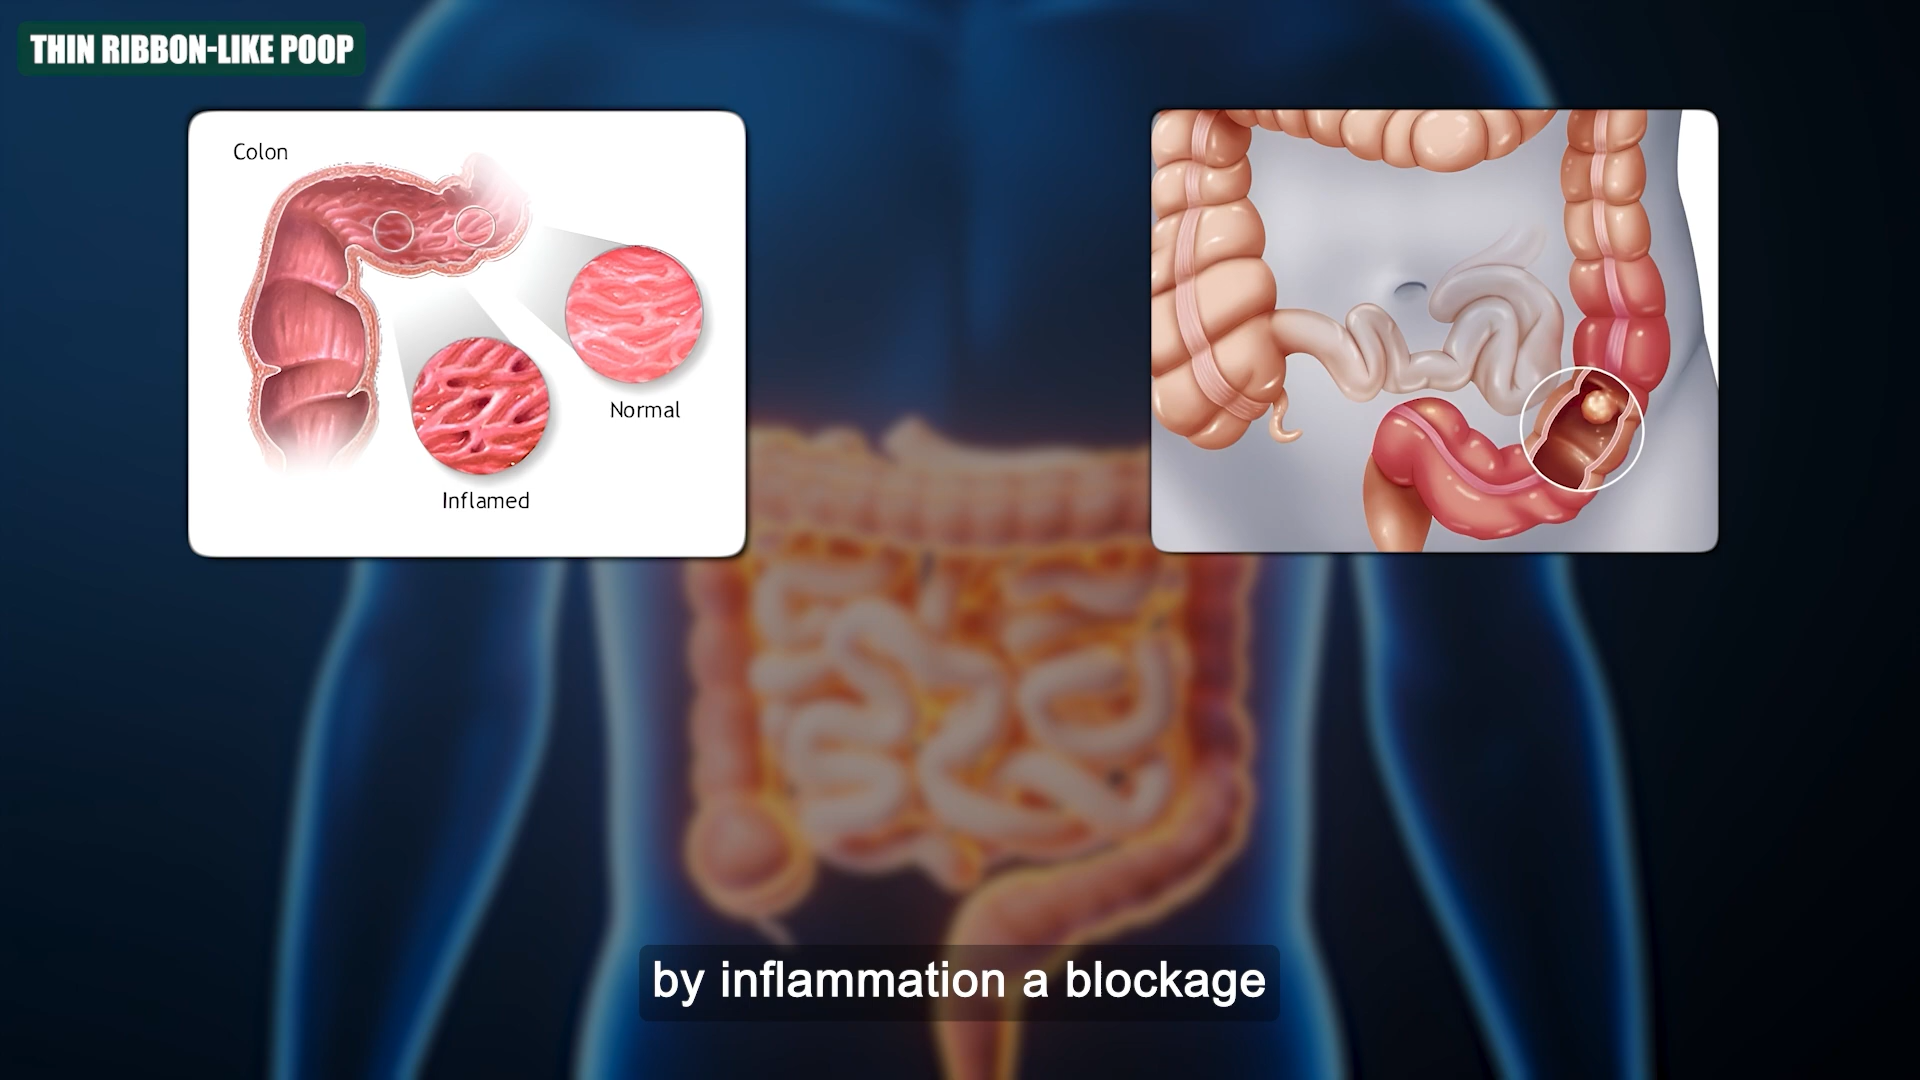 THIN RIBBON-LIKE POOP
Colon
Normal
Inflamed
by inflammation a blockage